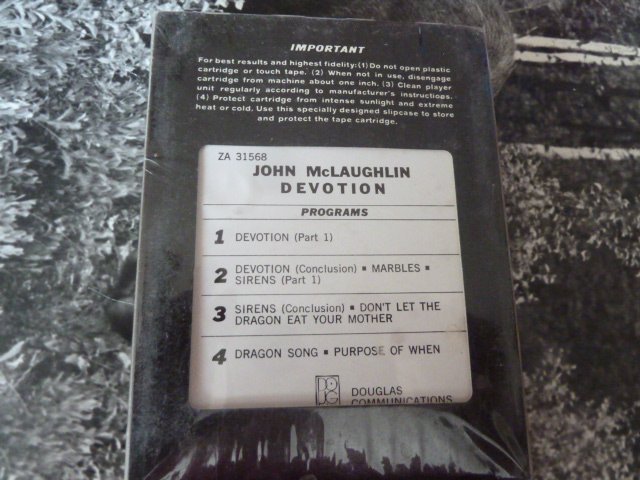 IMPORTANT
For best results and highest fidelity: (1) Do not open plastic
cartridge or touch tape. (2) When not in use, disengage
cartridge from machine about one inch. (3) Clean player
unit regularly according to manufacturer's instructions.
(4) Protect cartridge from intense sunlight and extreme
heat or cold. Use this specially designed slipcase to store
and protect the tape cartridge.
ZA 31568
JOHN McLAUGHLIN
DEVOTION
PROGRAMS
1 DEVOTION (Part 1)
2 DEVOTION (Conclusion) ▪ MARBLES ▪
SIRENS (Part 1)
3 SIRENS (Conclusion) ▪ DON'T LET THE
DRAGON EAT YOUR MOTHER
4 DRAGON SONG ▪ PURPOSE OF WHEN
DOUGLAS
COMMUNICATIONS